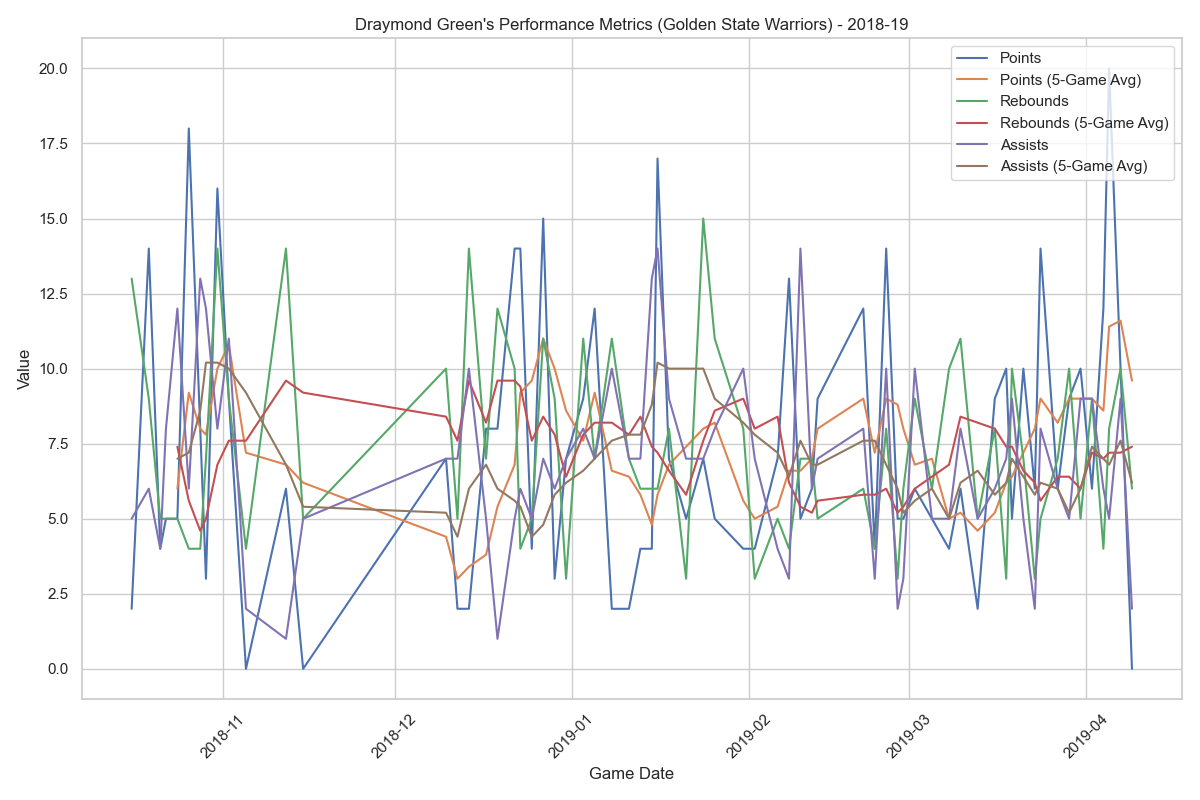 Draymond Green's Performance Metrics (Golden State Warriors) - 2018-19
Points
Points (5-Game Avg)
Rebounds
Rebounds (5-Game Avg)
Assists
Assists (5-Game Avg)
Value
20.0
17.5
15.0
12.5
10.0
7.5
5.0
2.5
0.0
2018-11
2018-12
2019-01
2019-02
2019-03
2019-04
Game Date